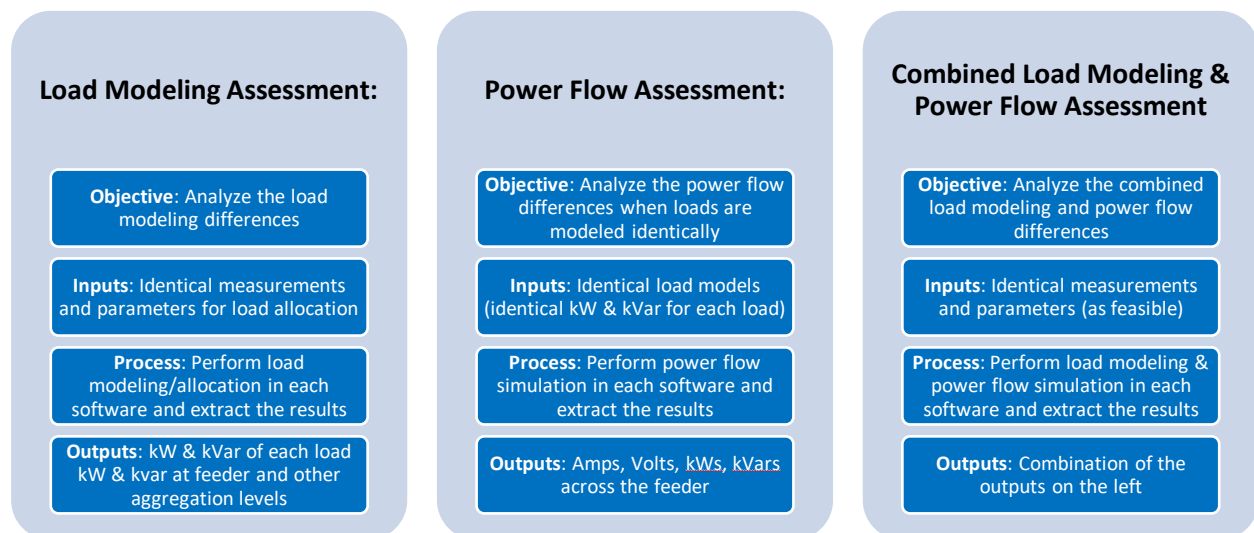 Load Modeling Assessment:
Objective: Analyze the load
modeling differences
Inputs: Identical measurements
and parameters for load allocation
Process: Perform load
modeling/allocation in each
software and extract the results
Outputs: kW & kVar of each load
kW & kvar at feeder and other
aggregation levels
Power Flow Assessment:
Objective: Analyze the power flow
differences when loads are
modeled identically
Inputs: Identical load models
(identical kW & kVar for each load)
Process: Perform power flow
simulation in each software and
extract the results
Outputs: Amps, Volts, kWs, kVars
across the feeder
Combined Load Modeling &
Power Flow Assessment
Objective: Analyze the combined
load modeling and power flow
differences
Inputs: Identical measurements
and parameters (as feasible)
Process: Perform load modeling &
power flow simulation in each
software and extract the results
Outputs: Combination of the
outputs on the left